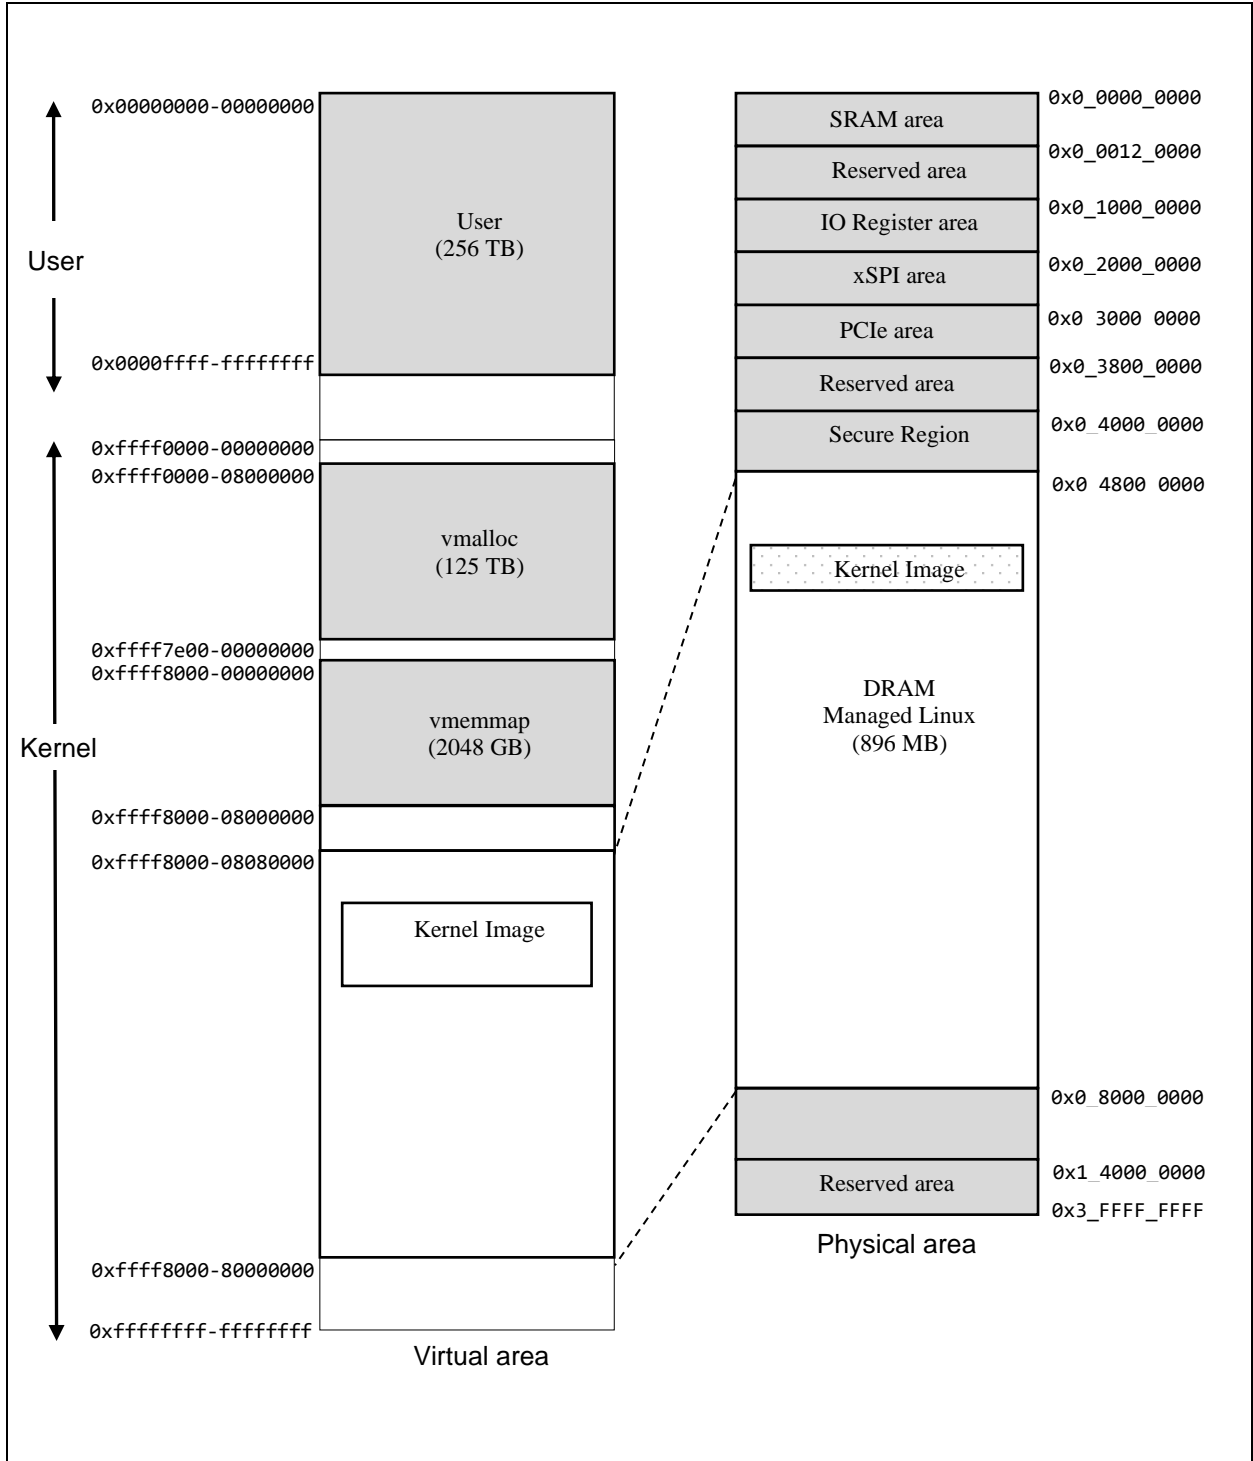 0x00000000-00000000
User
(256 TB)
User
0x0000ffff-ffffffff
0xffff0000-00000000
0xffff0000-08000000
vmalloc
(125 TB)
0xffff7e00-00000000
0xffff8000-00000000
vmemmap
(2048 GB)
Kernel
0xffff8000-08000000
0xffff8000-08080000
Kernel Image
0xffff8000-80000000
0xffffffff-ffffffff
Virtual area
SRAM area
0x0_0000_0000
Reserved area
0x0_0012_0000
IO Register area
0x0_1000_0000
xSPI area
0x0_2000_0000
PCIe area
0x0 3000 0000
Reserved area
0x0_3800_0000
Secure Region
0x0_4000_0000
0x0 4800 0000
Kernel Image
DRAM
Managed Linux
(896 MB)
0x0_8000_0000
Reserved area
0x1_4000_0000
0x3_FFFF_FFFF
Physical area